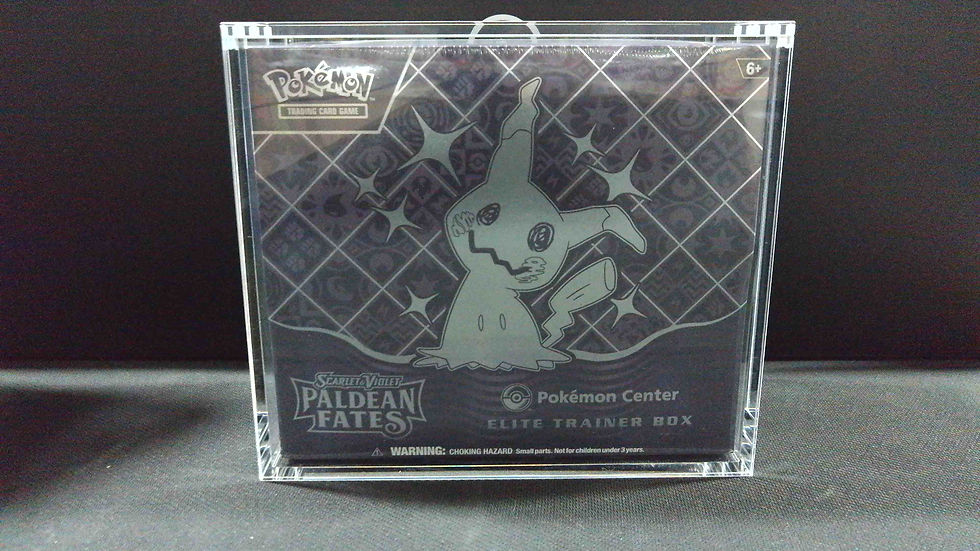 POKéMON
TRADING CARD GAME
6+
SCARLET & VIOLET
PALDEAN
FATES
Pokémon Center
ELITE TRAINER BOX
WARNING: CHOKING HAZARD Small parts. Not for children under 3 years.